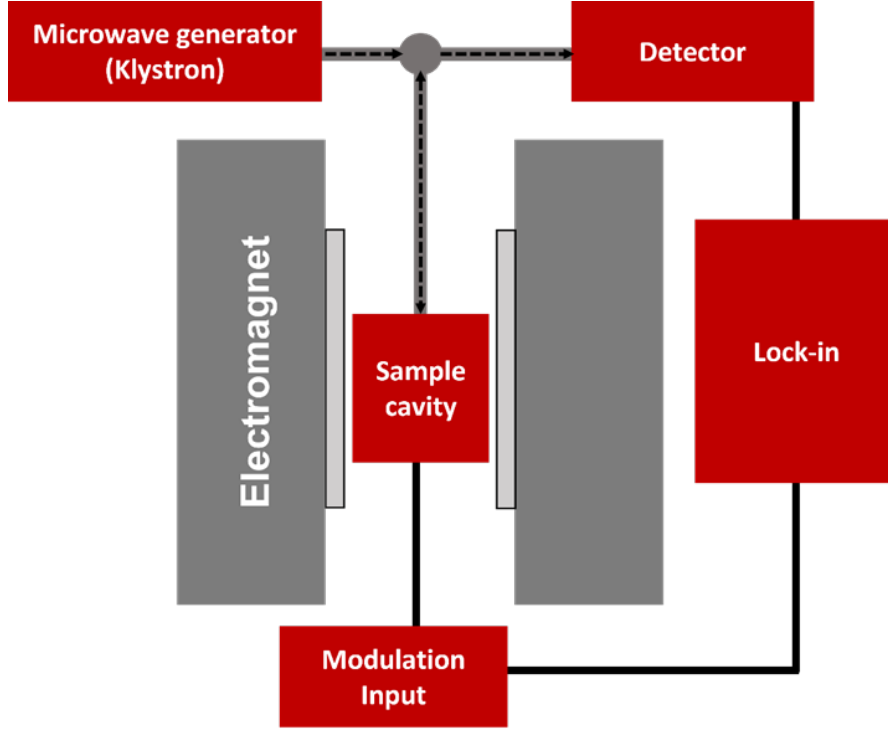 Microwave generator
(Klystron)
Detector
Electromagnet
Sample
cavity
Lock-in
Modulation
Input